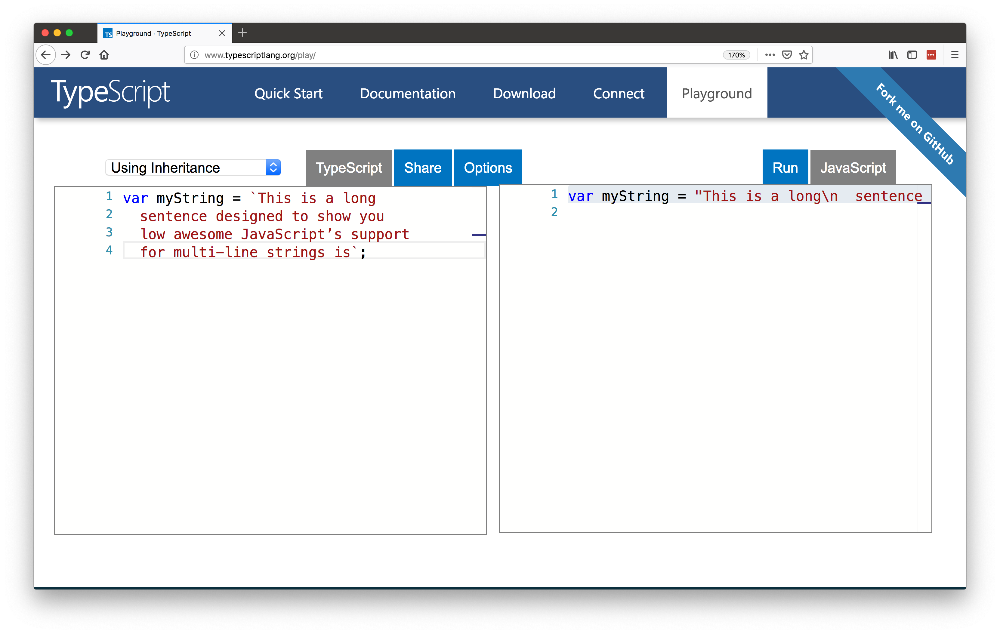 TS Playground · TypeScript
www.typescriptlang.org/play/ 170%
TypeScript Quick Start Documentation Download Connect Playground
Fork me on GitHub
Using Inheritance TypeScript Share Options Run JavaScript
1 var myString = `This is a long
2 sentence designed to show you
3 low awesome JavaScript’s support
4 for multi-line strings is`;
1 var myString = "This is a long\n  sentence
2